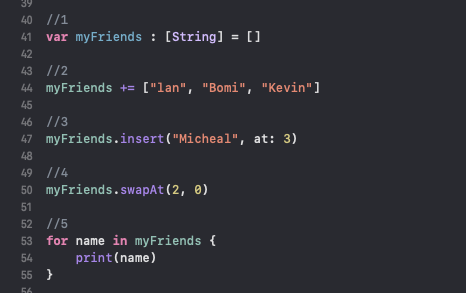 39
40 //1
41 var myFriends : [String] = []
42
43 //2
44 myFriends += ["lan", "Bomi", "Kevin"]
45
46 //3
47 myFriends.insert("Micheal", at: 3)
48
49 //4
50 myFriends.swapAt(2, 0)
51
52 //5
53 for name in myFriends {
54     print(name)
55 }
56